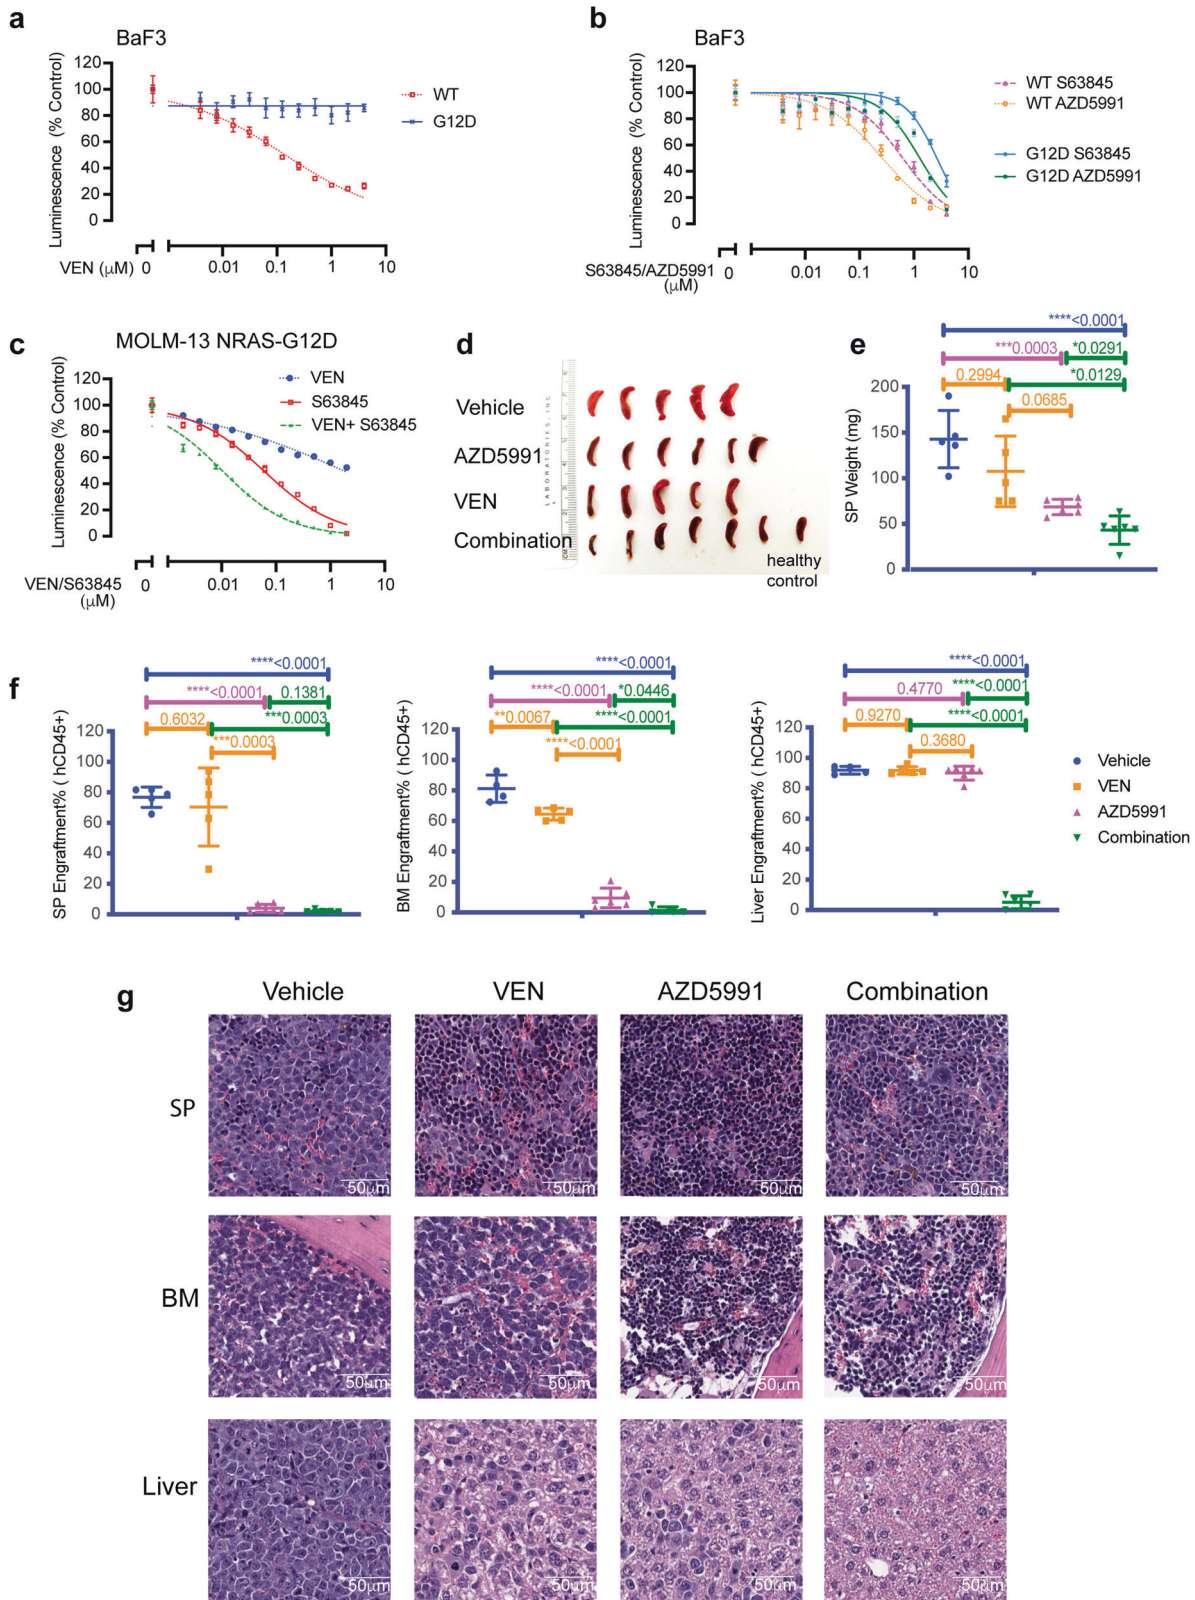 a
BaF3
Luminescence (% Control)
120
100
80
60
40
20
0
VEN (μM)
0
0.01
0.1
1
10
WT
G12D
b
BaF3
Luminescence (% Control)
120
100
80
60
40
20
0
S63845/AZD5991
(μM)
0
0.01
0.1
1
10
WT S63845
WT AZD5991
G12D S63845
G12D AZD5991
c
MOLM-13 NRAS-G12D
Luminescence (% Control)
120
100
80
60
40
20
0
VEN/S63845
(μM)
0
0.01
0.1
1
10
VEN
S63845
VEN+ S63845
d
Vehicle
AZD5991
VEN
Combination
LABORATORIES, INC
CM
healthy
control
e
****<0.0001
***0.0003
*0.0291
0.2994
*0.0129
0.0685
SP Weight (mg)
200
150
100
50
0
f
****<0.0001
****<0.0001
0.1381
0.6032
***0.0003
***0.0003
SP Engraftment% ( hCD45+)
120
100
80
60
40
20
0
****<0.0001
****<0.0001
*0.0446
**0.0067
****<0.0001
****<0.0001
BM Engraftment% ( hCD45+)
120
100
80
60
40
20
0
****<0.0001
0.4770
****<0.0001
0.9270
****<0.0001
0.3680
Liver Engraftment% ( hCD45+)
120
100
80
60
40
20
0
Vehicle
VEN
AZD5991
Combination
g
Vehicle
VEN
AZD5991
Combination
SP
50μm
50μm
50μm
50μm
BM
50μm
50μm
50μm
50μm
Liver
50μm
50μm
50μm
50μm